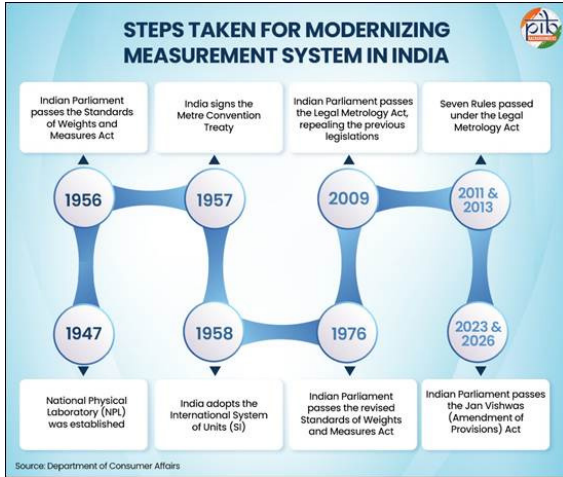 STEPS TAKEN FOR MODERNIZING
MEASUREMENT SYSTEM IN INDIA
pib
Indian Parliament
passes the Standards
of Weights and
Measures Act
India signs the
Metre Convention
Treaty
Indian Parliament passes
the Legal Metrology Act,
repealing the previous
legislations
Seven Rules passed
under the Legal
Metrology Act
1956
1957
2009
2011 &
2013
1947
1958
1976
2023 &
2026
National Physical
Laboratory (NPL)
was established
India adopts the
International System
of Units (SI)
Indian Parliament
passes the revised
Standards of Weights
and Measures Act
Indian Parliament passes
the Jan Vishwas
(Amendment of
Provisions) Act
Source: Department of Consumer Affairs